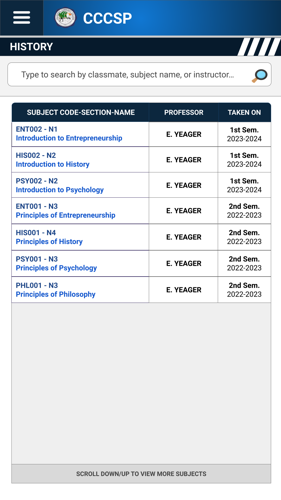 CCCSP
HISTORY
Type to search by classmate, subject name, or instructor...
SUBJECT CODE-SECTION-NAME PROFESSOR TAKEN ON
ENT002 - N1
Introduction to Entrepreneurship
E. YEAGER
1st Sem.
2023-2024
HIS002 - N2
Introduction to History
E. YEAGER
1st Sem.
2023-2024
PSY002 - N2
Introduction to Psychology
E. YEAGER
1st Sem.
2023-2024
ENT001 - N3
Principles of Entrepreneurship
E. YEAGER
2nd Sem.
2022-2023
HIS001 - N4
Principles of History
E. YEAGER
2nd Sem.
2022-2023
PSY001 - N3
Principles of Psychology
E. YEAGER
2nd Sem.
2022-2023
PHL001 - N3
Principles of Philosophy
E. YEAGER
2nd Sem.
2022-2023
SCROLL DOWN/UP TO VIEW MORE SUBJECTS